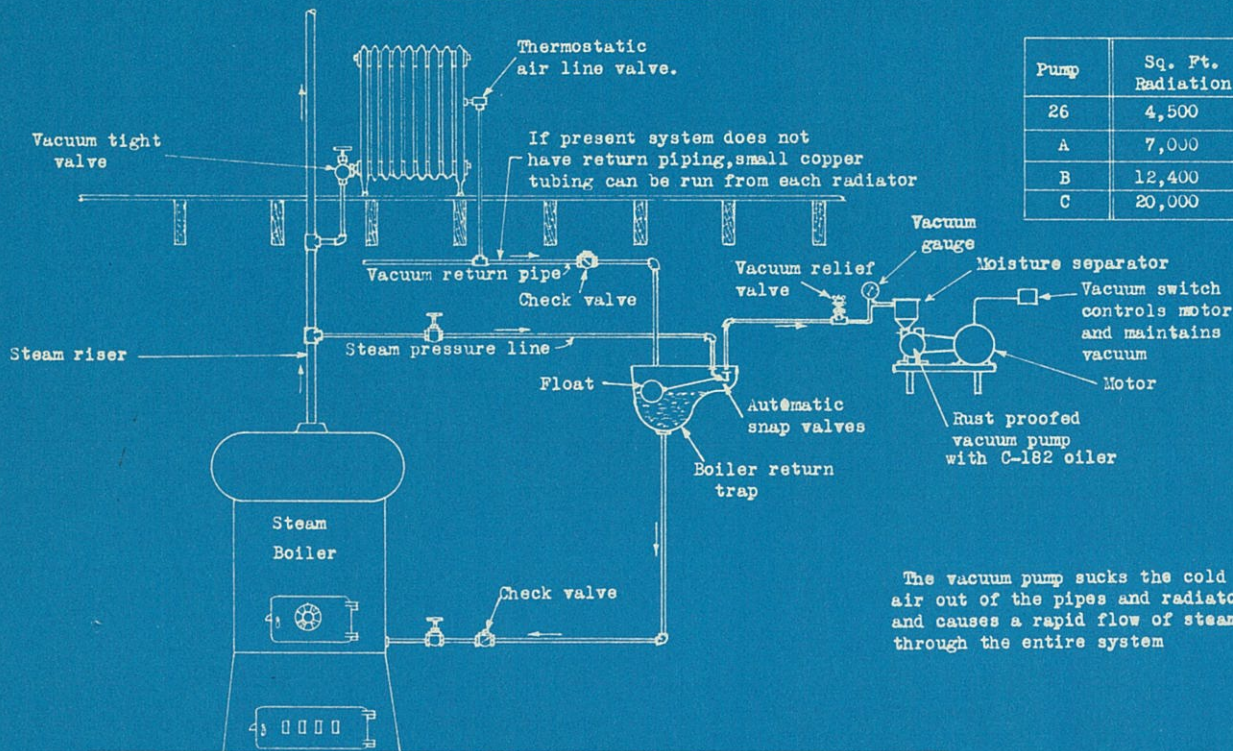 Thermostatic
air line valve.
Pump Sq. Ft.
Radiation
26 4,500
A 7,000
B 12,400
C 20,000
Vacuum tight
valve
If present system does not
have return piping,small copper
tubing can be run from each radiator
Vacuum
gauge
Vacuum return pipe
Check valve
Vacuum relief
valve
Moisture separator
Vacuum switch
controls motor
and maintains
vacuum
Steam riser
Steam pressure line
Float
Automatic
snap valves
Motor
Rust proofed
vacuum pump
with C-182 oiler
Boiler return
trap
Steam
Boiler
Check valve
The vacuum pump sucks the cold
air out of the pipes and radiato
and causes a rapid flow of steam
through the entire system